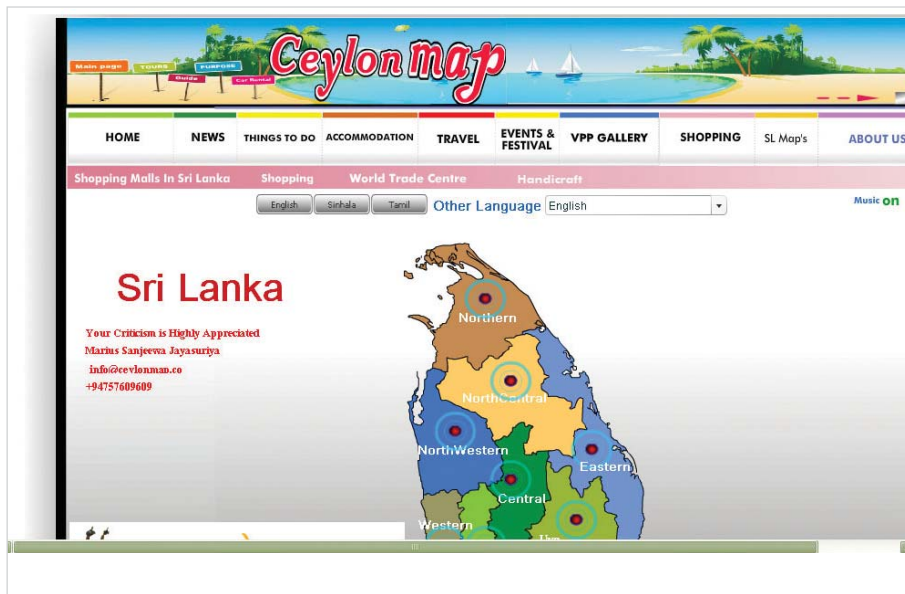 Main page
TOURS
PURPOSE
Guide
Car Rental
Ceylon map
HOME
NEWS
THINGS TO DO
ACCOMMODATION
TRAVEL
EVENTS &
FESTIVAL
VPP GALLERY
SHOPPING
SL Map's
ABOUT US
Shopping Malls In Sri Lanka
Shopping
World Trade Centre
Handicraft
English
Sinhala
Tamil
Other Language
English
Music on
Sri Lanka
Your Criticism is Highly Appreciated
Marius Sanjeewa Jayasuriya
info@ceylonmap.co
+94757609609
Northern
NorthCentral
NorthWestern
Eastern
Central
Western
Uva